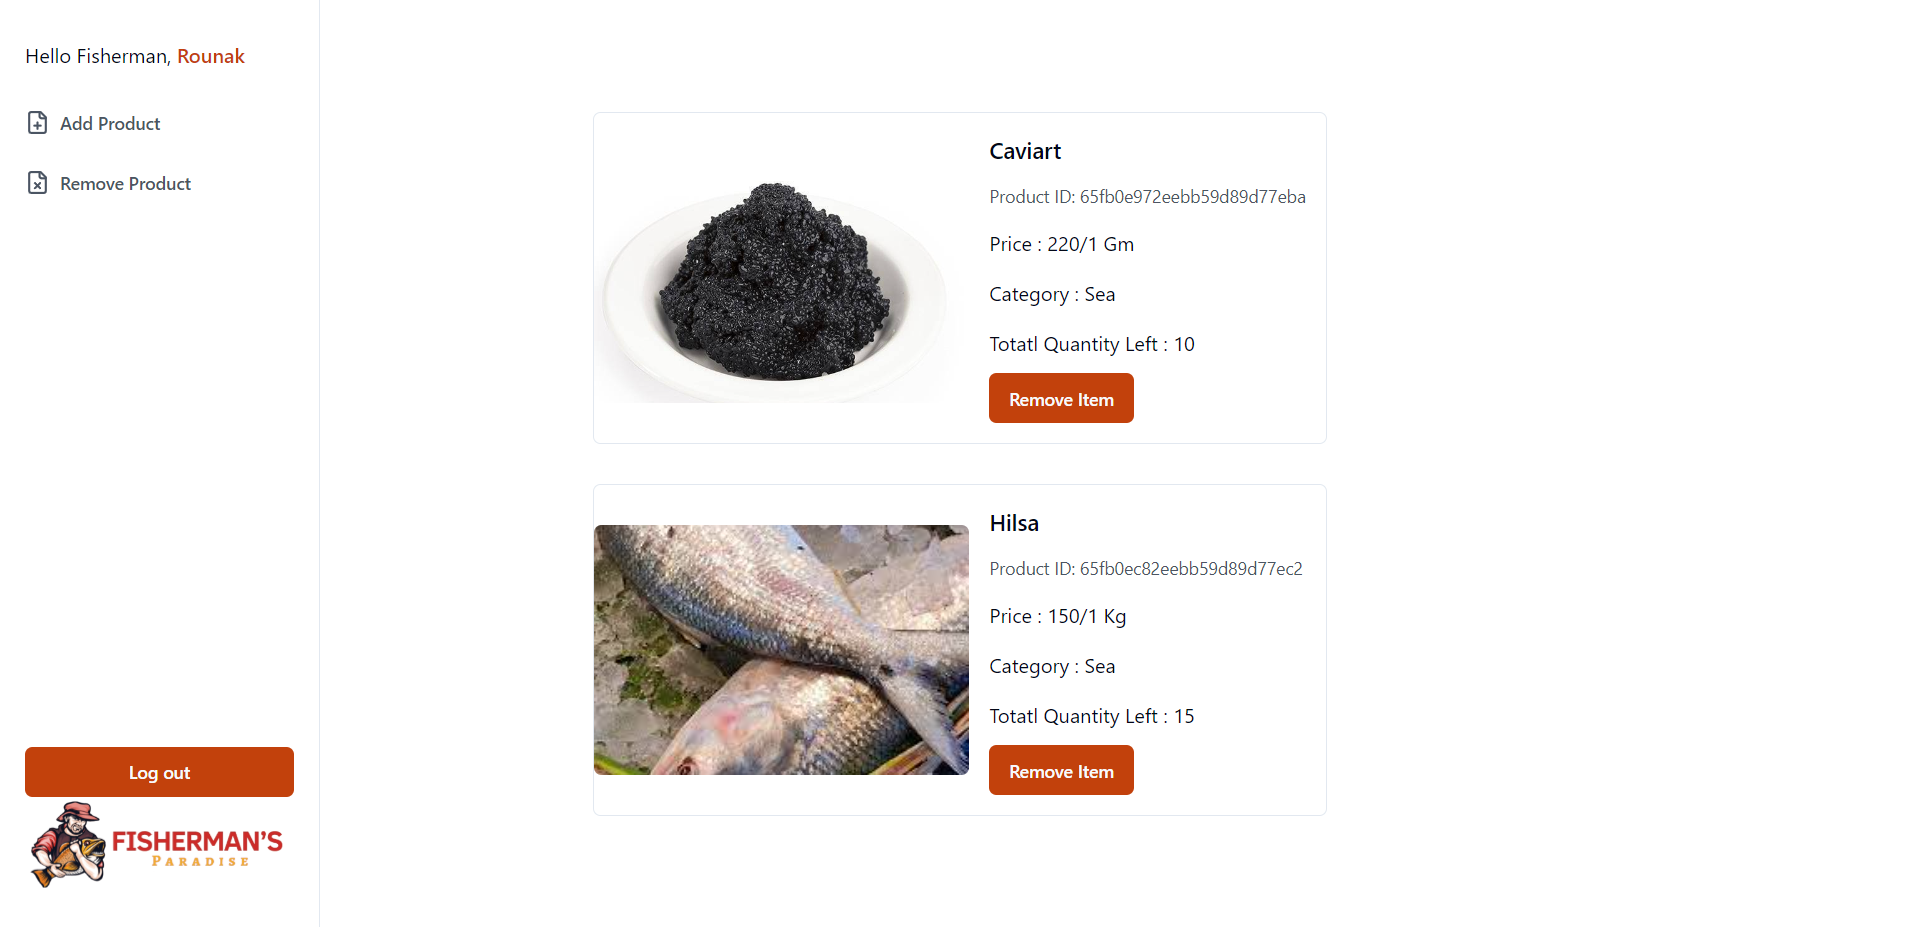 Hello Fisherman, Rounak
Add Product
Remove Product
Log out
FISHERMAN'S
PARADISE
Caviart
Product ID: 65fb0e972eebb59d89d77eba
Price : 220/1 Gm
Category : Sea
Totatl Quantity Left : 10
Remove Item
Hilsa
Product ID: 65fb0ec82eebb59d89d77ec2
Price : 150/1 Kg
Category : Sea
Totatl Quantity Left : 15
Remove Item